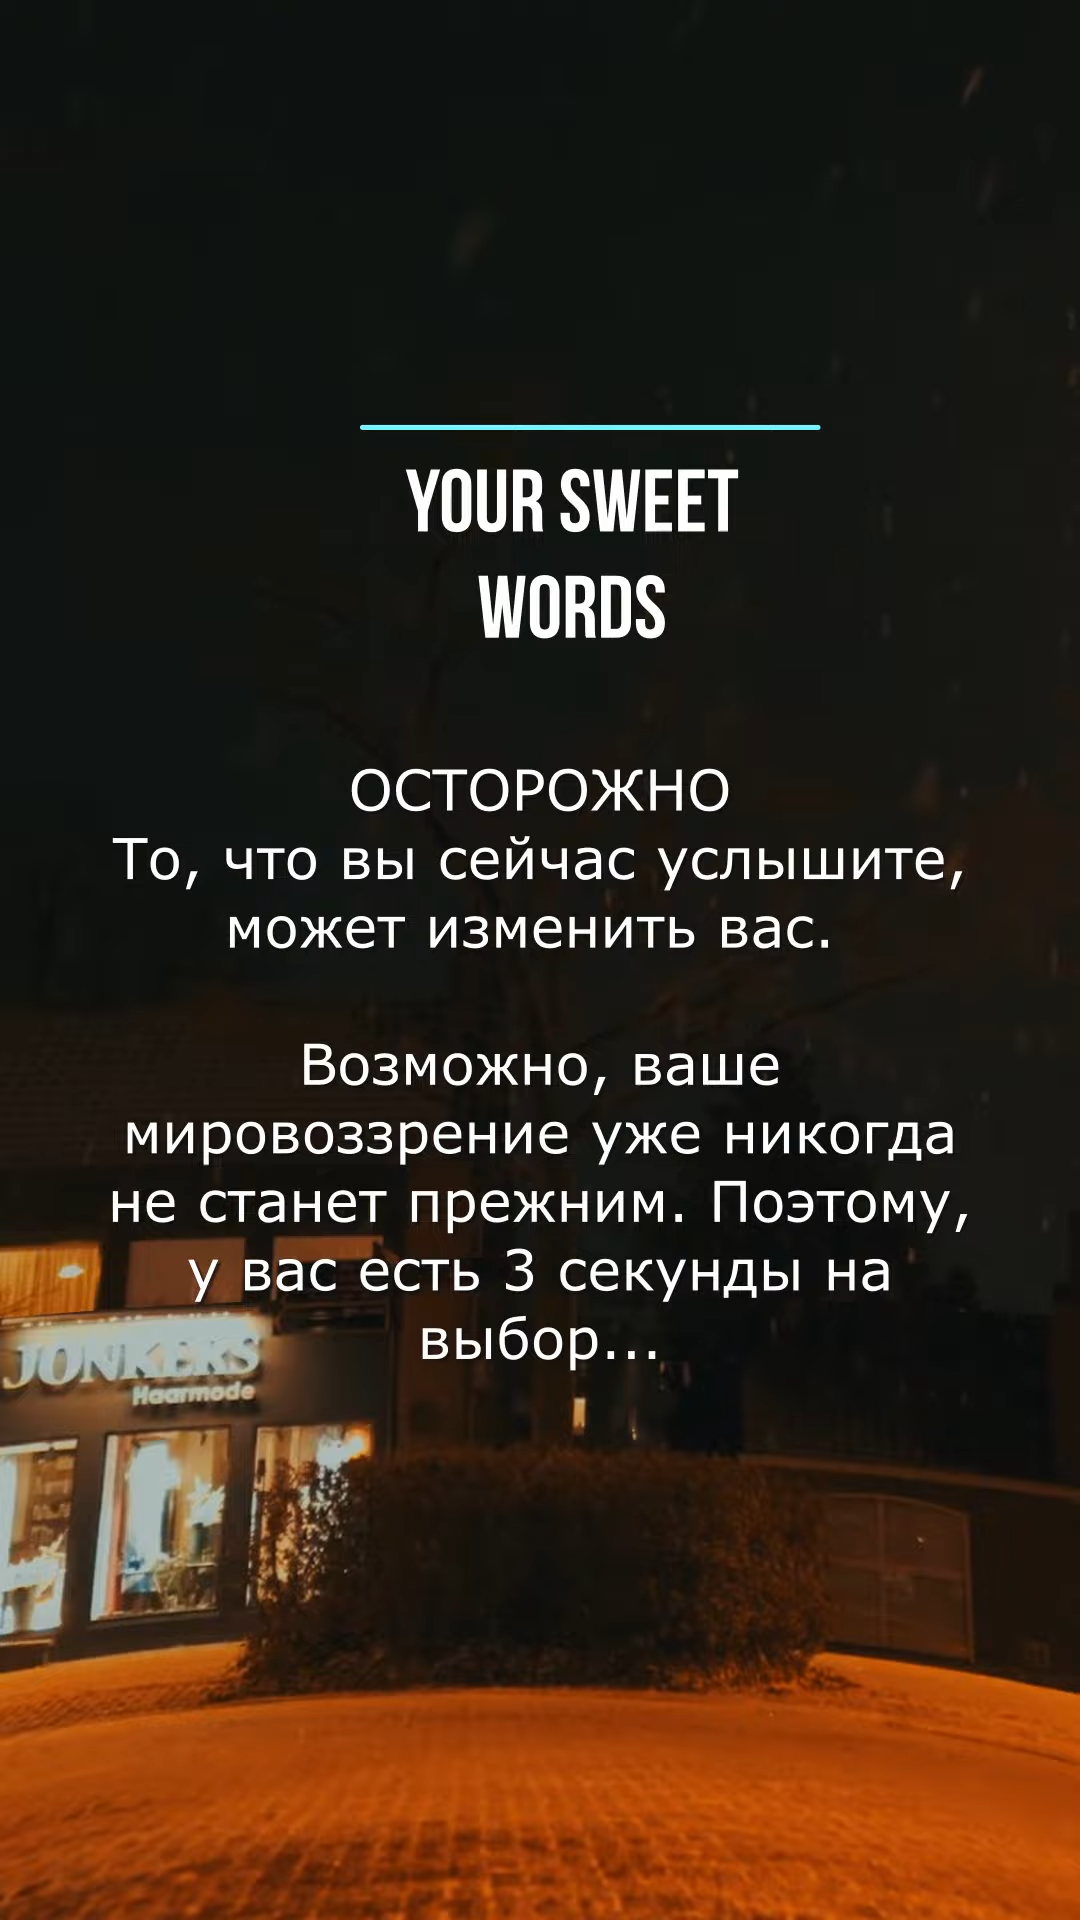 YOUR SWEET
WORDS
ОСТОРОЖНО
То, что вы сейчас услышите,
может изменить вас.
Возможно, ваше
мировоззрение уже никогда
не станет прежним. Поэтому,
у вас есть 3 секунды на
выбор...
JONKERS
Haarmode